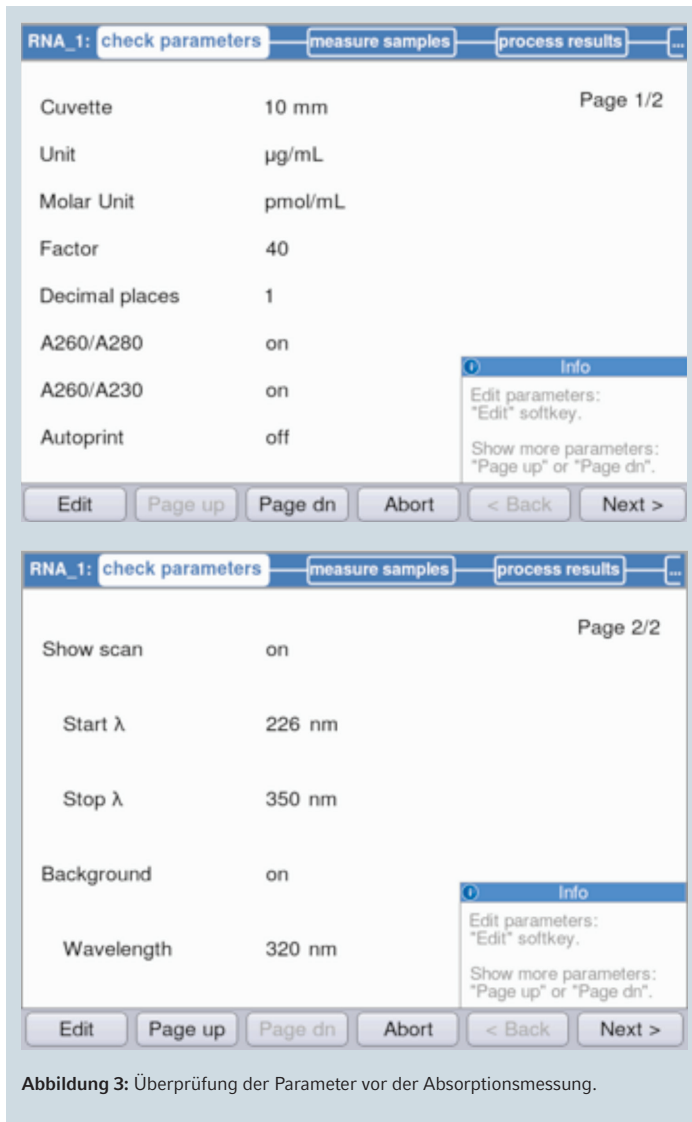 RNA_1: check parameters measure samples process results ...
Page 1/2
Cuvette 10 mm
Unit µg/mL
Molar Unit pmol/mL
Factor 40
Decimal places 1
A260/A280 on
A260/A230 on
Autoprint off
Info
Edit parameters:
"Edit" softkey.
Show more parameters:
"Page up" or "Page dn".
Edit Page up Page dn Abort < Back Next >
RNA_1: check parameters measure samples process results ...
Page 2/2
Show scan on
Start λ 226 nm
Stop λ 350 nm
Background on
Wavelength 320 nm
Info
Edit parameters:
"Edit" softkey.
Show more parameters:
"Page up" or "Page dn".
Edit Page up Page dn Abort < Back Next >
Abbildung 3: Überprüfung der Parameter vor der Absorptionsmessung.